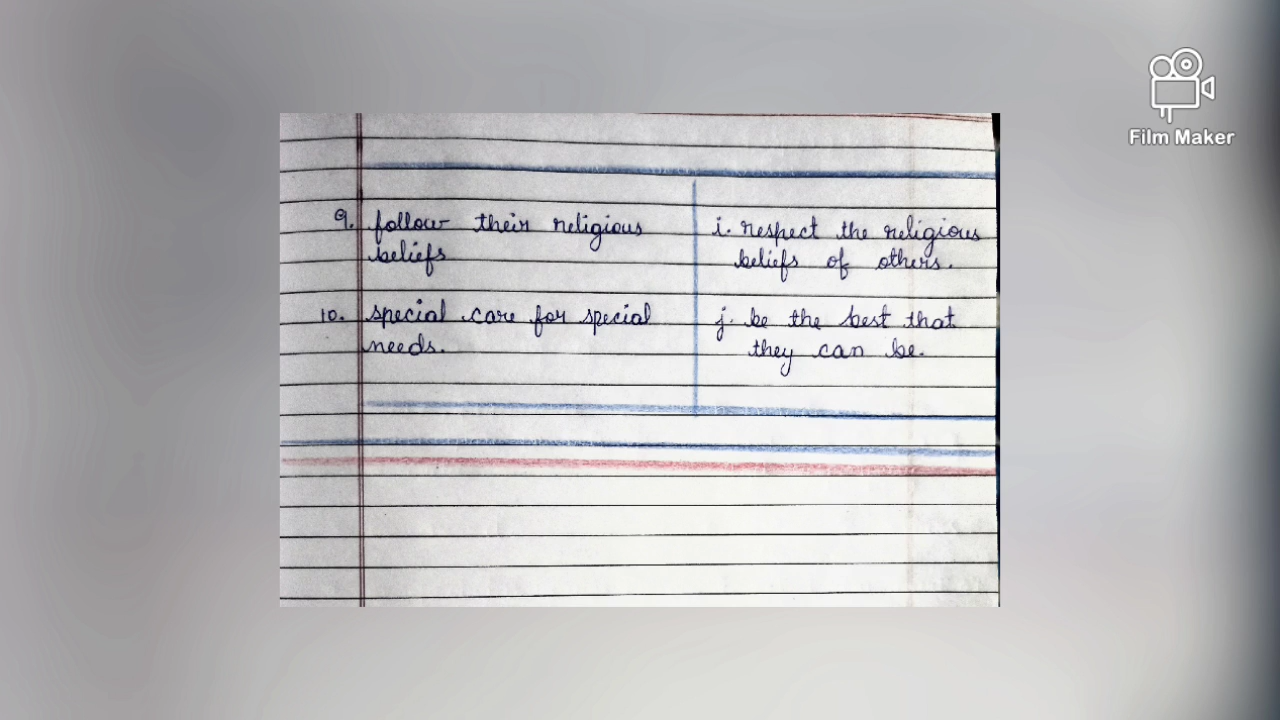 Film Maker
9. follow their religious
beliefs
i. respect the religious
beliefs of others.
10. special care for special
needs.
j. be the best that
they can be.